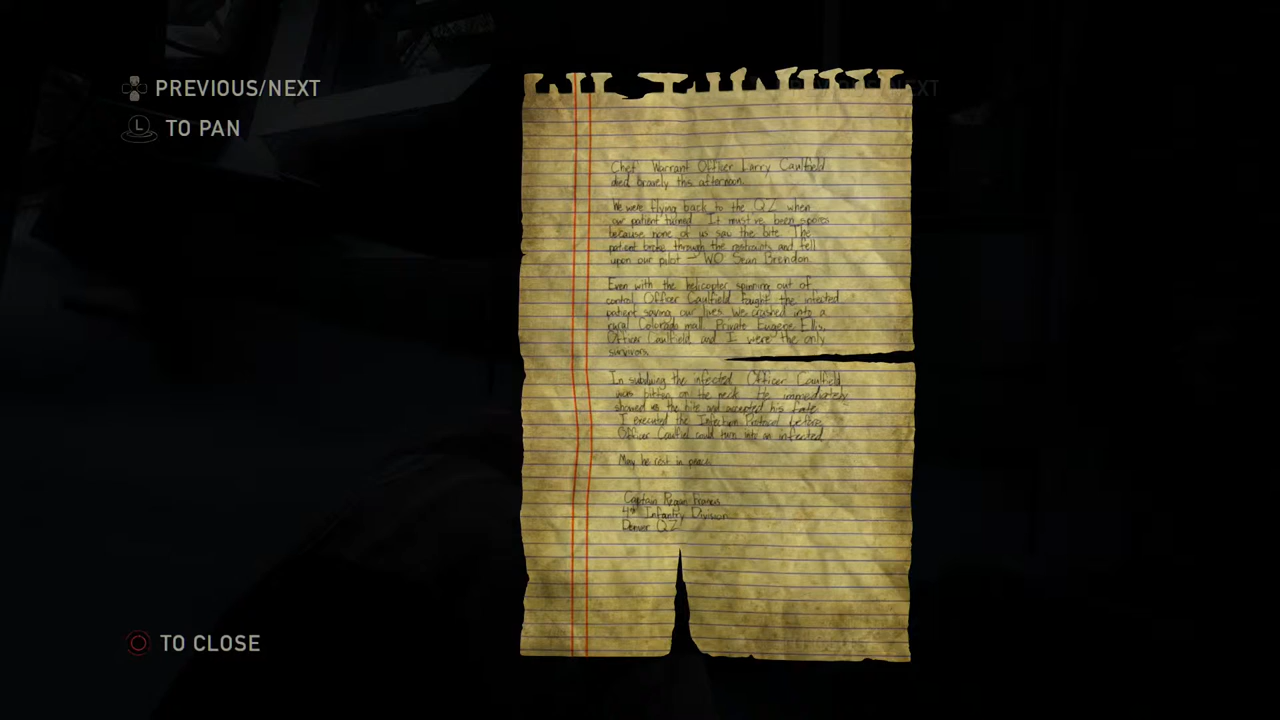 PREVIOUS/NEXT
L TO PAN
Chief Warrant Officer Larry Caulfield
died bravely this afternoon.
We were flying back to the QZ when
our patient turned. It must've been spores
because none of us saw the bite. The
patient broke through the restraints and fell
upon our pilot - WO Sean Brendon.
Even with the helicopter spinning out of
control, Officer Caulfield fought the infected
patient saving our lives. We crashed into a
rural Colorado mall. Private Eugene Ellis,
Officer Caulfield and I were the only
survivors.
In subduing the infected, Officer Caulfield
was bitten on the neck. He immediately
showed us the bite and accepted his fate.
I executed the Infection Protocol before
Officer Caulfiel could turn into an infected.
May he rest in peace.
Captain Regan Francis
4th Infantry Division
Denver QZ
TO CLOSE